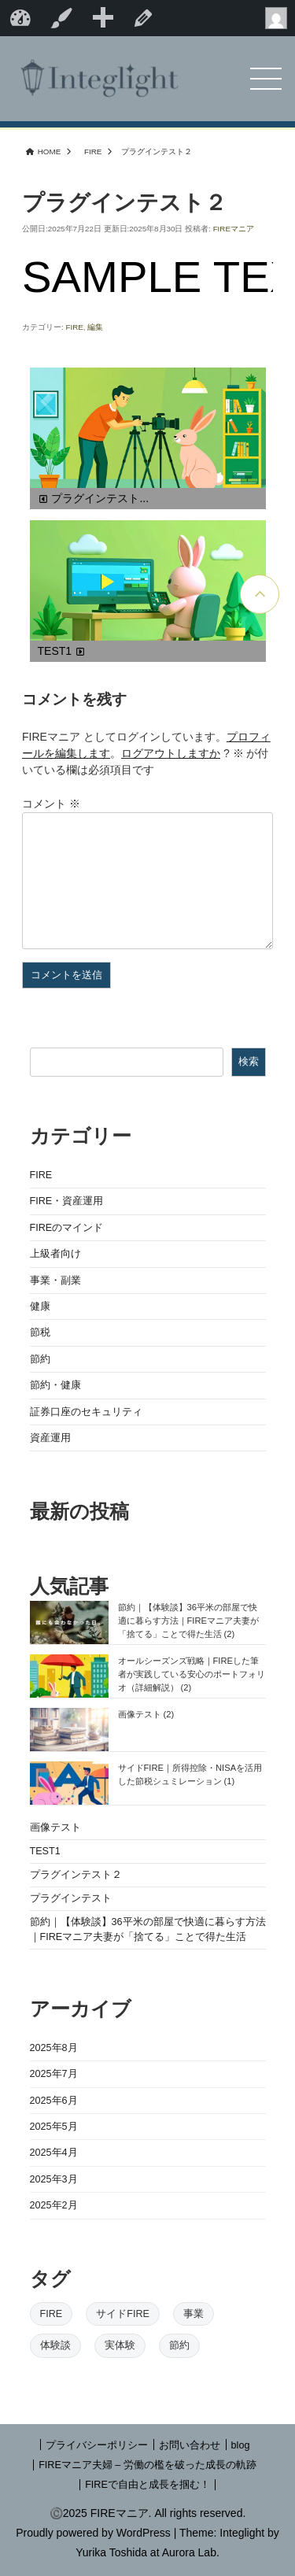 Integlight
HOME > FIRE > プラグインテスト２
プラグインテスト２
公開日:2025年7月22日 更新日:2025年8月30日 投稿者: FIREマニア
SAMPLE TE
カテゴリー: FIRE, 編集
プラグインテスト...
TEST1
コメントを残す
FIREマニア としてログインしています。プロフィ
ールを編集します。ログアウトしますか ? ※ が付
いている欄は必須項目です
コメント ※
コメントを送信
検索
カテゴリー
FIRE
FIRE・資産運用
FIREのマインド
上級者向け
事業・副業
健康
節税
節約
節約・健康
証券口座のセキュリティ
資産運用
最新の投稿
人気記事
節約｜【体験談】36平米の部屋で快
適に暮らす方法｜FIREマニア夫妻が
「捨てる」ことで得た生活 (2)
オールシーズンズ戦略｜FIREした筆
者が実践している安心のポートフォリ
オ（詳細解説） (2)
画像テスト (2)
サイドFIRE｜所得控除・NISAを活用
した節税シュミレーション (1)
画像テスト
TEST1
プラグインテスト２
プラグインテスト
節約｜【体験談】36平米の部屋で快適に暮らす方法
｜FIREマニア夫妻が「捨てる」ことで得た生活
アーカイブ
2025年8月
2025年7月
2025年6月
2025年5月
2025年4月
2025年3月
2025年2月
タグ
FIRE サイドFIRE 事業
体験談 実体験 節約
| プライバシーポリシー | お問い合わせ | blog
| FIREマニア夫婦 – 労働の檻を破った成長の軌跡
| FIREで自由と成長を掴む！ |
©2025 FIREマニア. All rights reserved.
Proudly powered by WordPress | Theme: Integlight by
Yurika Toshida at Aurora Lab.